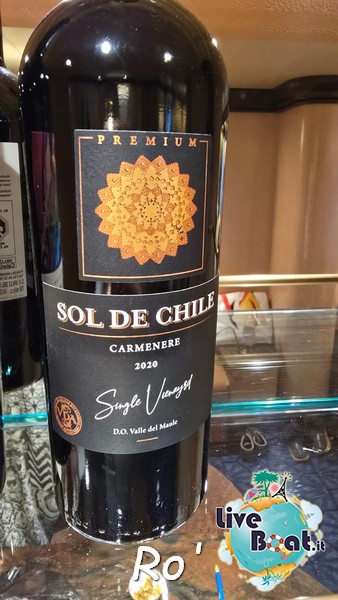 PREMIUM
SOL DE CHILE
CARMENERE
2020
Single Vineyard
D.O. Valle del Maule
Live
Boat.it
Ro'